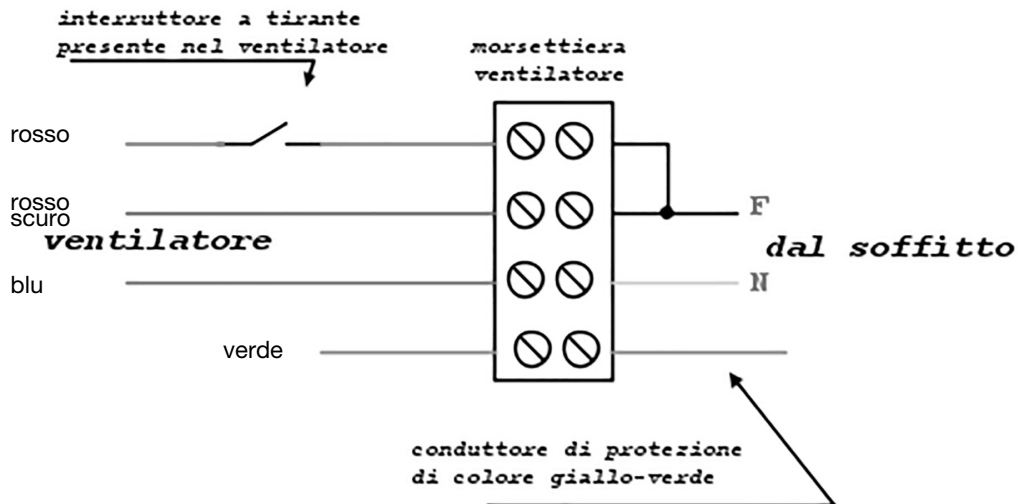 interruttore a tirante
presente nel ventilatore
morsettiera
ventilatore
rosso
rosso
scuro
F
ventilatore
dal soffitto
blu
N
verde
conduttore di protezione
di colore giallo-verde